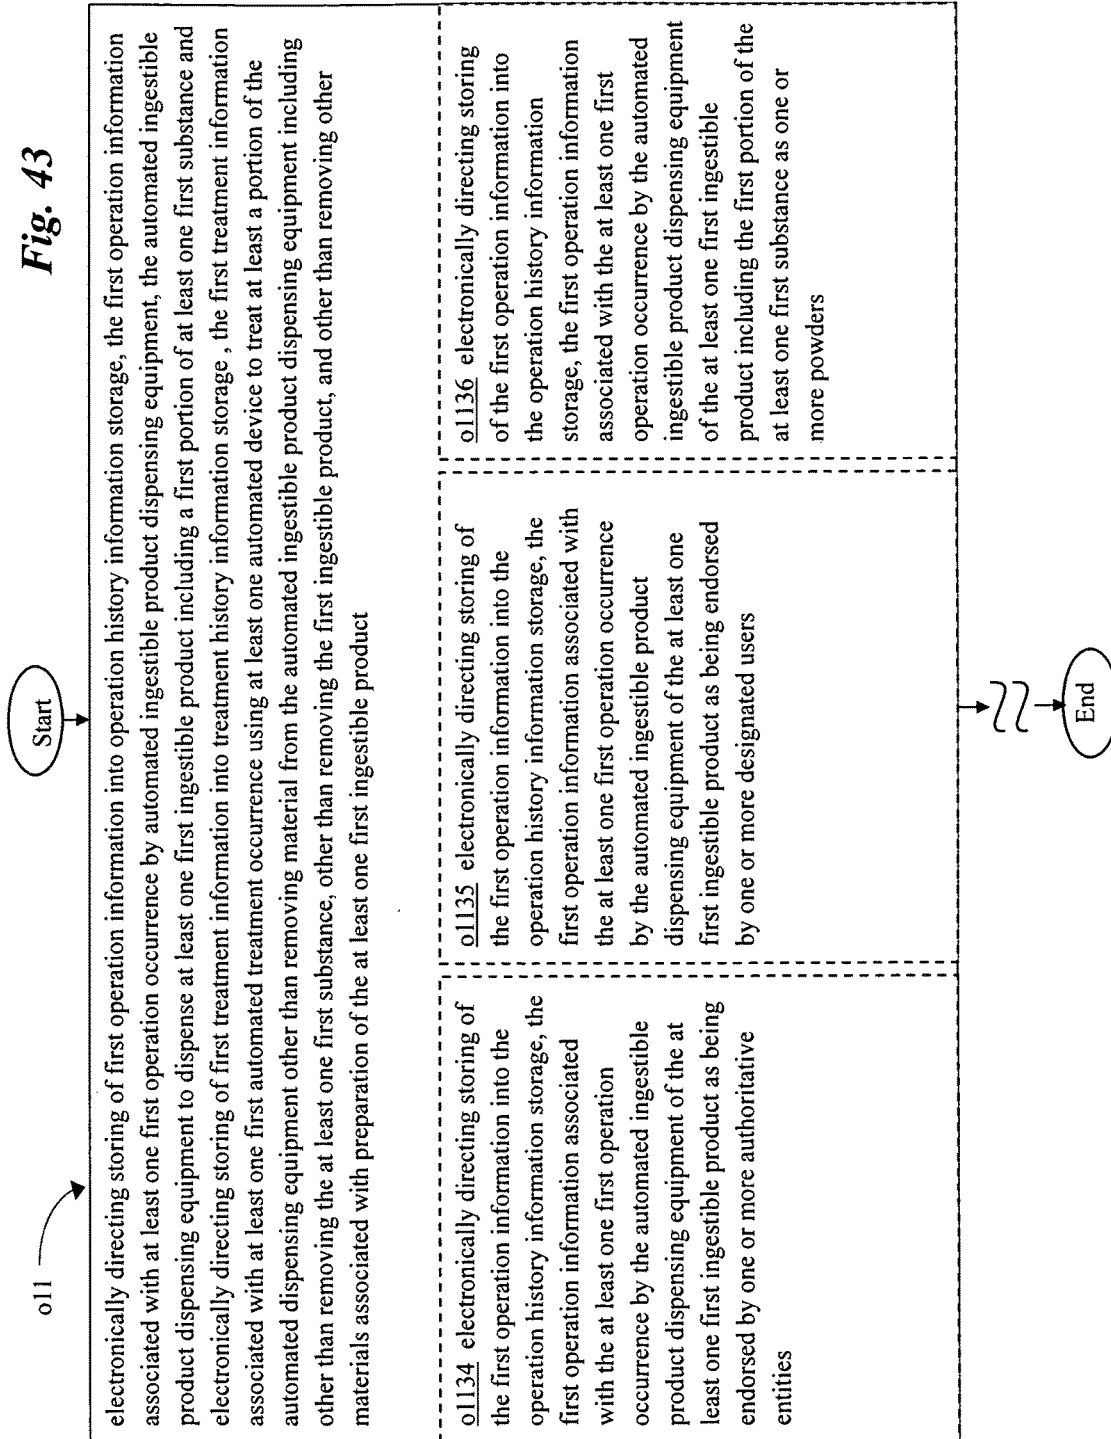 Fig. 43
Start
o11
electronically directing storing of first operation information into operation history information storage, the first operation information
associated with at least one first operation occurrence by automated ingestible product dispensing equipment, the automated ingestible
product dispensing equipment to dispense at least one first ingestible product including a first portion of at least one first substance and
electronically directing storing of first treatment information into treatment history information storage , the first treatment information
associated with at least one first automated treatment occurrence using at least one automated device to treat at least a portion of the
automated dispensing equipment other than removing material from the automated ingestible product dispensing equipment including
other than removing the at least one first substance, other than removing the first ingestible product, and other than removing other
materials associated with preparation of the at least one first ingestible product
o1134 electronically directing storing of
the first operation information into the
operation history information storage, the
first operation information associated
with the at least one first operation
occurrence by the automated ingestible
product dispensing equipment of the at
least one first ingestible product as being
endorsed by one or more authoritative
entities
o1135 electronically directing storing of
the first operation information into the
operation history information storage, the
first operation information associated with
the at least one first operation occurrence
by the automated ingestible product
dispensing equipment of the at least one
first ingestible product as being endorsed
by one or more designated users
o1136 electronically directing storing
of the first operation information into
the operation history information
storage, the first operation information
associated with the at least one first
operation occurrence by the automated
ingestible product dispensing equipment
of the at least one first ingestible
product including the first portion of the
at least one first substance as one or
more powders
End